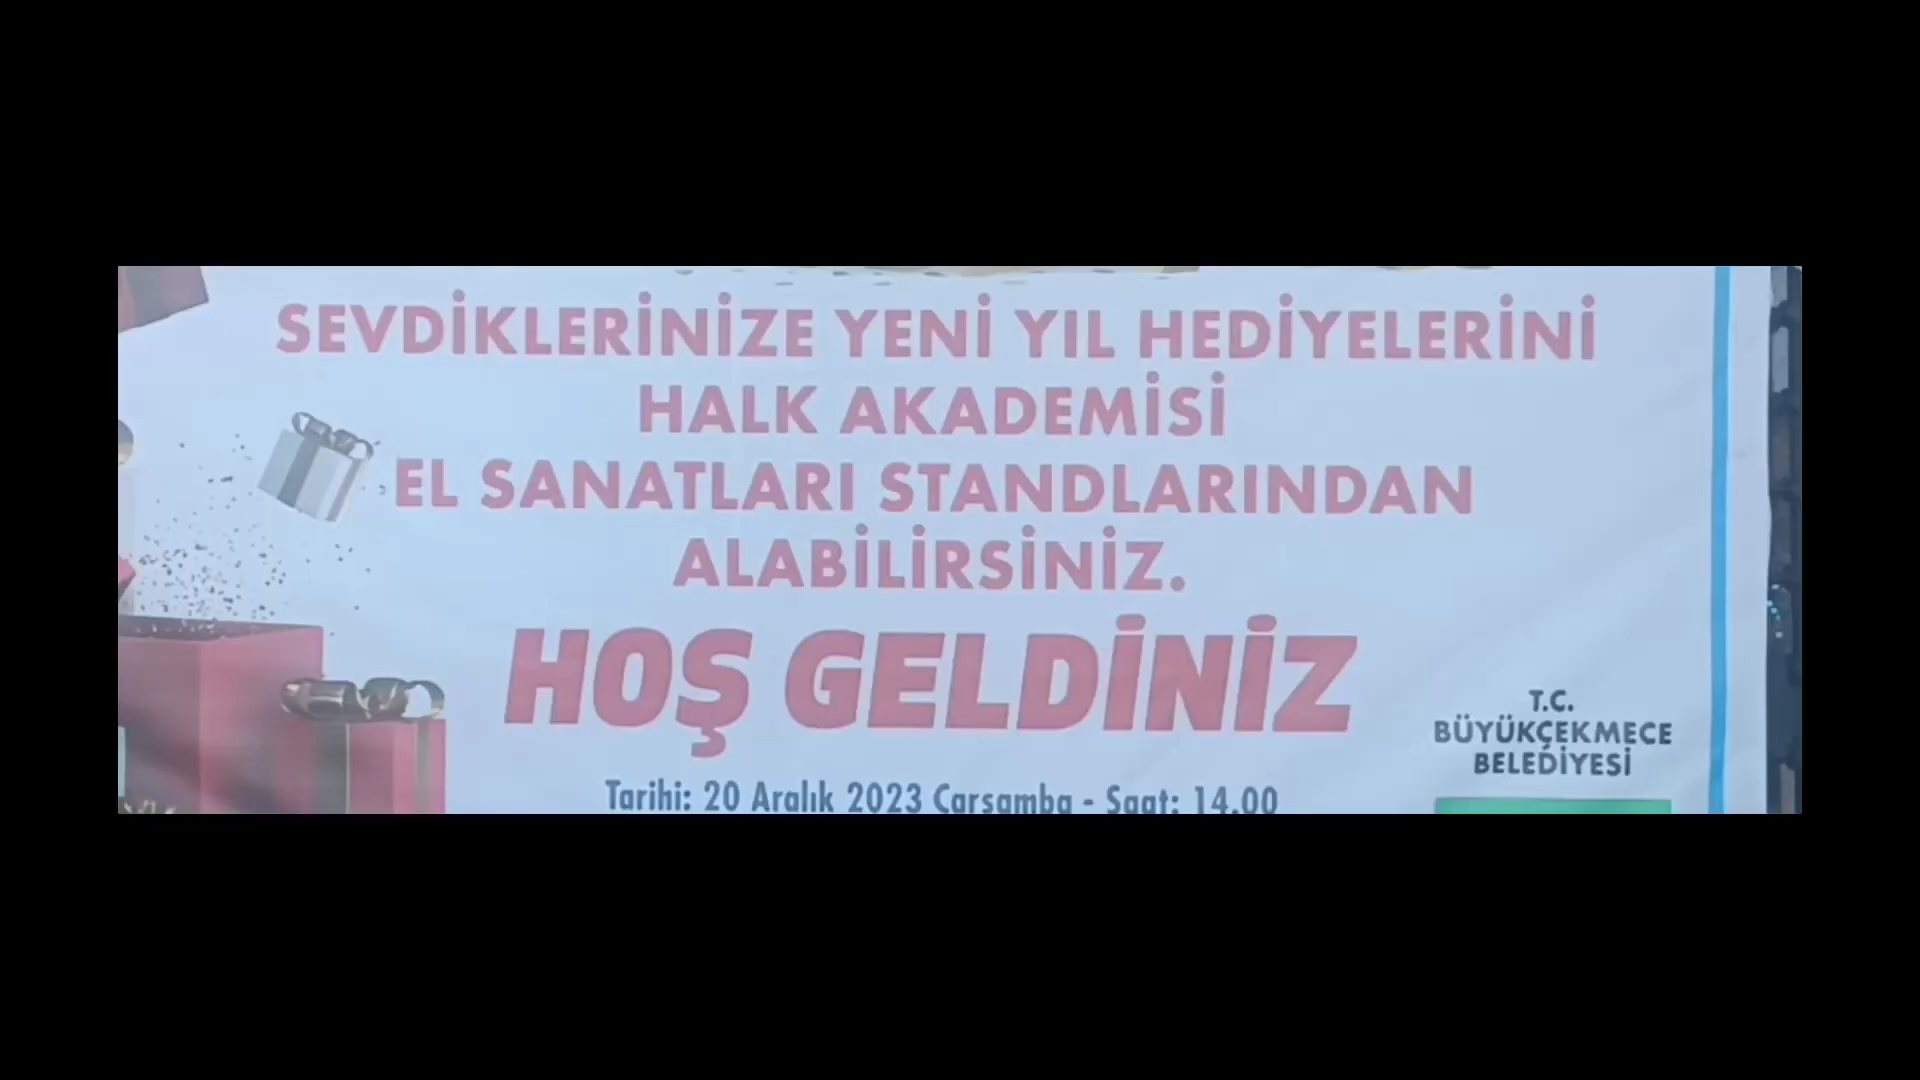 SEVDİKLERİNİZE YENİ YIL HEDİYELERİNİ
HALK AKADEMİSİ
EL SANATLARI STANDLARINDAN
ALABİLİRSİNİZ.
HOŞ GELDİNİZ
Tarihi: 20 Aralık 2023 Çarşamba - Saat: 14.00
T.C.
BÜYÜKÇEKMECE
BELEDİYESİ